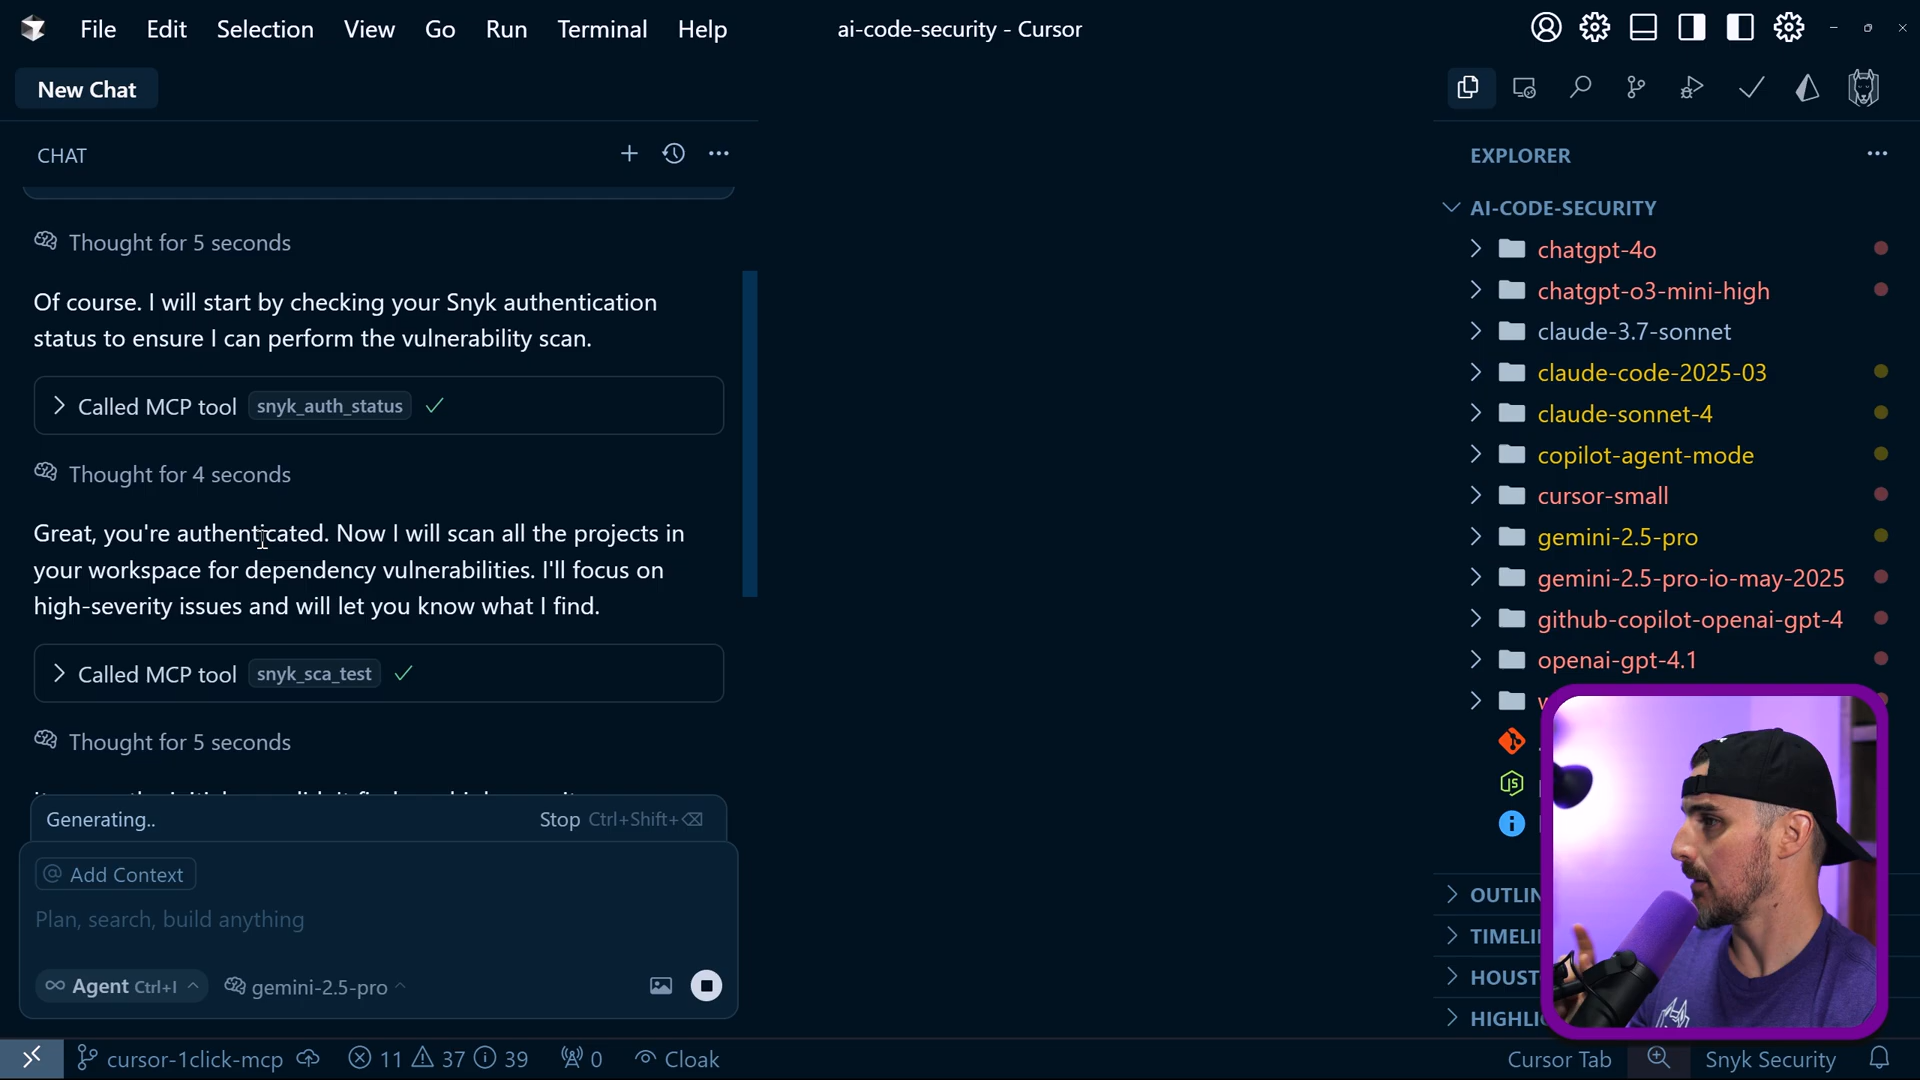 File Edit Selection View Go Run Terminal Help
ai-code-security - Cursor
New Chat
CHAT
Thought for 5 seconds
Of course. I will start by checking your Snyk authentication
status to ensure I can perform the vulnerability scan.
Called MCP tool snyk_auth_status
Thought for 4 seconds
Great, you're authenticated. Now I will scan all the projects in
your workspace for dependency vulnerabilities. I'll focus on
high-severity issues and will let you know what I find.
Called MCP tool snyk_sca_test
Thought for 5 seconds
Generating..
Stop Ctrl+Shift+⌫
@ Add Context
Plan, search, build anything
∞ Agent Ctrl+I
gemini-2.5-pro
EXPLORER
AI-CODE-SECURITY
chatgpt-4o
chatgpt-o3-mini-high
claude-3.7-sonnet
claude-code-2025-03
claude-sonnet-4
copilot-agent-mode
cursor-small
gemini-2.5-pro
gemini-2.5-pro-io-may-2025
github-copilot-openai-gpt-4
openai-gpt-4.1
OUTLIN
TIMELI
HOUST
HIGHLI
cursor-1click-mcp
11 37 39
0
Cloak
Cursor Tab
Snyk Security